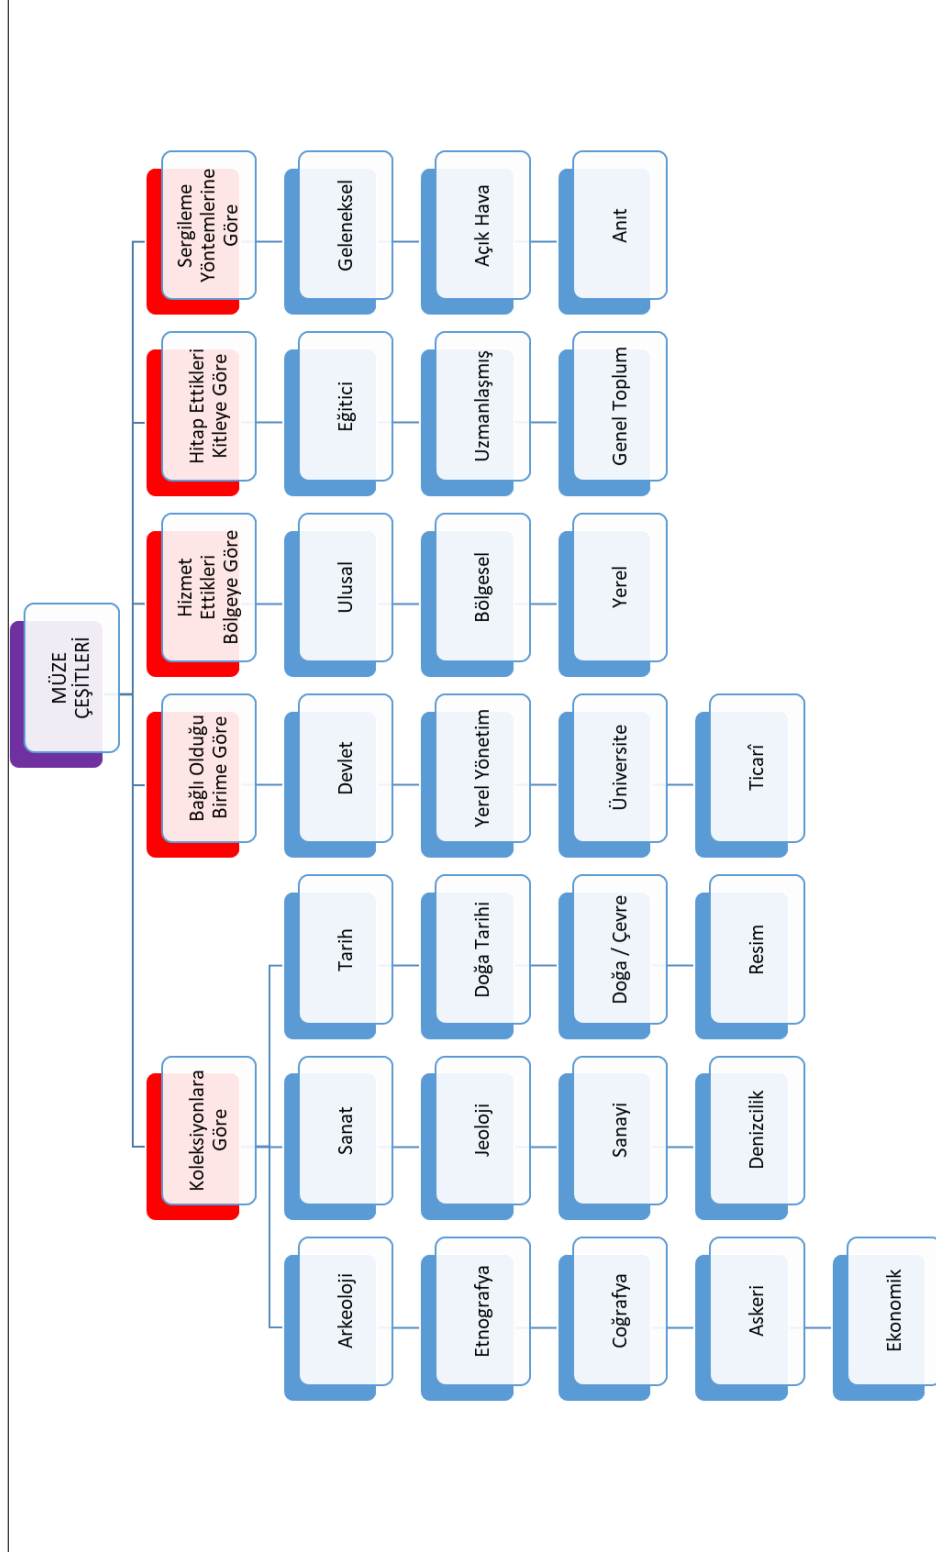 MÜZE
ÇEŞİTLERİ
Koleksiyonlara
Göre
Arkeoloji
Etnografya
Coğrafya
Askeri
Ekonomik
Sanat
Jeoloji
Sanayi
Denizcilik
Tarih
Doğa Tarihi
Doğa / Çevre
Resim
Bağlı Olduğu
Birime Göre
Devlet
Yerel Yönetim
Üniversite
Ticarî
Hizmet
Ettikleri
Bölgeye Göre
Ulusal
Bölgesel
Yerel
Hitap Ettikleri
Kitleye Göre
Eğitici
Uzmanlaşmış
Genel Toplum
Sergileme
Yöntemlerine
Göre
Geleneksel
Açık Hava
Anıt